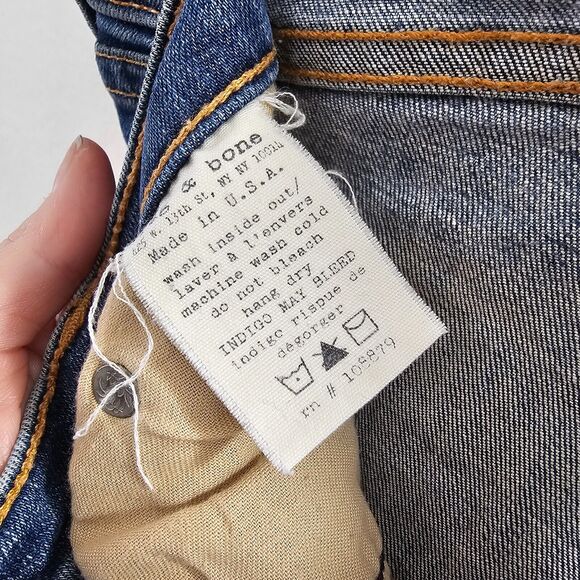 & bone
W. 13th St, NY NY 10014
Made in U.S.A.
wash inside out/
laver à l'envers
machine wash cold
do not bleach
hang dry
INDIGO MAY BLEED
indigo risque de
dégorger
rn # 108879